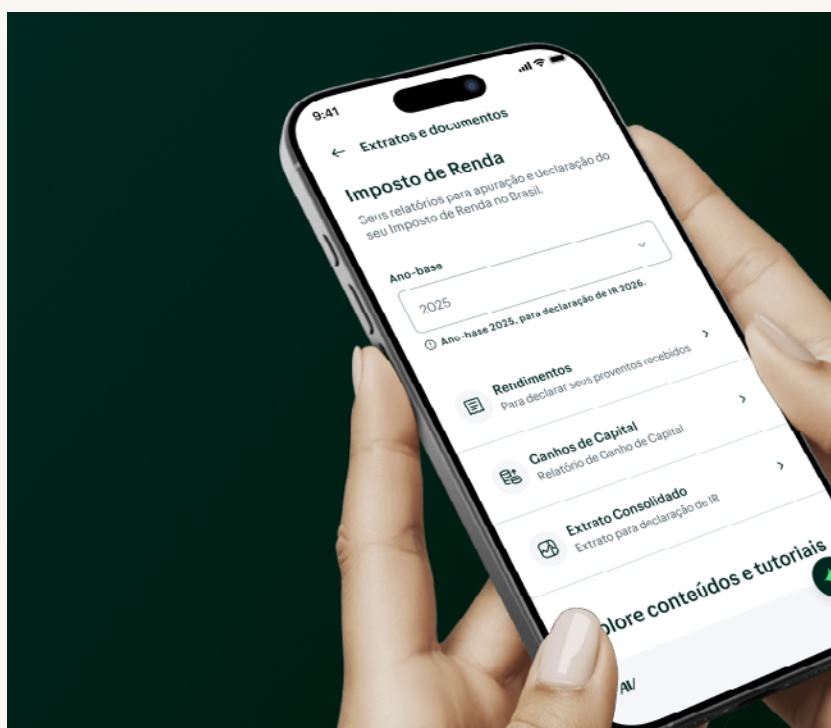 9:41
Extratos e documentos
Imposto de Renda
Seus relatórios para apuração e declaração do
seu Imposto de Renda no Brasil.
Ano-base
2025
Ano-base 2025, para declaração de IR 2026.
Rendimentos
Para declarar seus proventos recebidos
Ganhos de Capital
Relatório de Ganho de Capital
Extrato Consolidado
Extrato para declaração de IR
plore conteúdos e tutoriais